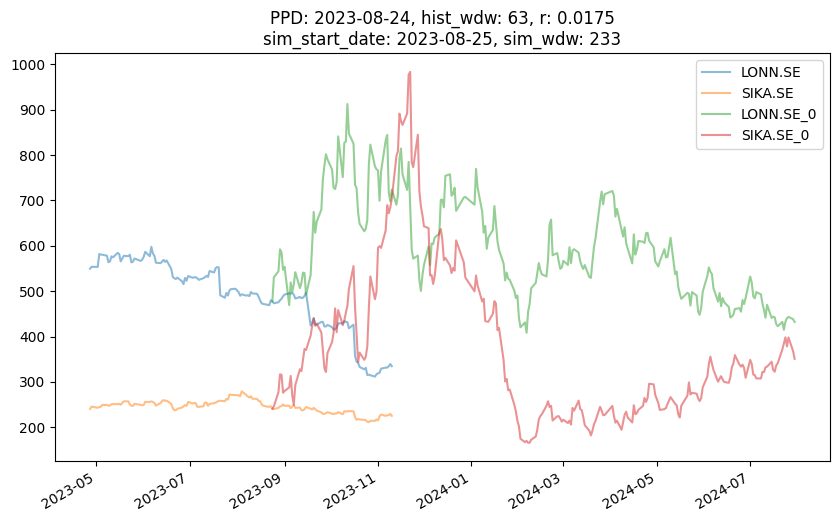 PPD: 2023-08-24, hist_wdw: 63, r: 0.0175
sim_start_date: 2023-08-25, sim_wdw: 233
1000
900
800
700
600
500
400
300
200
LONN.SE
SIKA.SE
LONN.SE_0
SIKA.SE_0
2023-05
2023-07
2023-09
2023-11
2024-01
2024-03
2024-05
2024-07